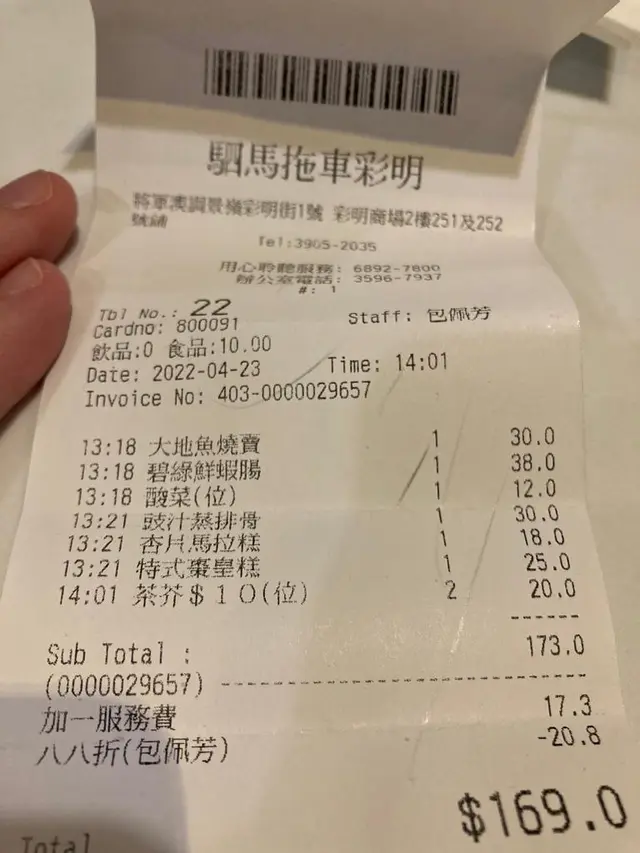 駟馬拖車彩明
將軍澳調景嶺彩明街1號 彩明商場2樓251及252
號鋪
Tel:3905-2035
用心聆聽服務: 6892-7800
辦公室電話: 3596-7937
#: 1
Tbl No.: 22 Staff: 包佩芳
Cardno: 800091
飲品:0 食品:10.00
Date: 2022-04-23 Time: 14:01
Invoice No: 403-0000029657
13:18 大地魚燒賣 1 30.0
13:18 碧綠鮮蝦腸 1 38.0
13:18 酸菜(位) 1 12.0
13:21 豉汁蒸排骨 1 30.0
13:21 杏片馬拉糕 1 18.0
13:21 特式棗皇糕 1 25.0
14:01 茶芥$10(位) 2 20.0
------
Sub Total : 173.0
(0000029657) ------------------------------
加一服務費 17.3
八八折(包佩芳) -20.8
$169.0
Total